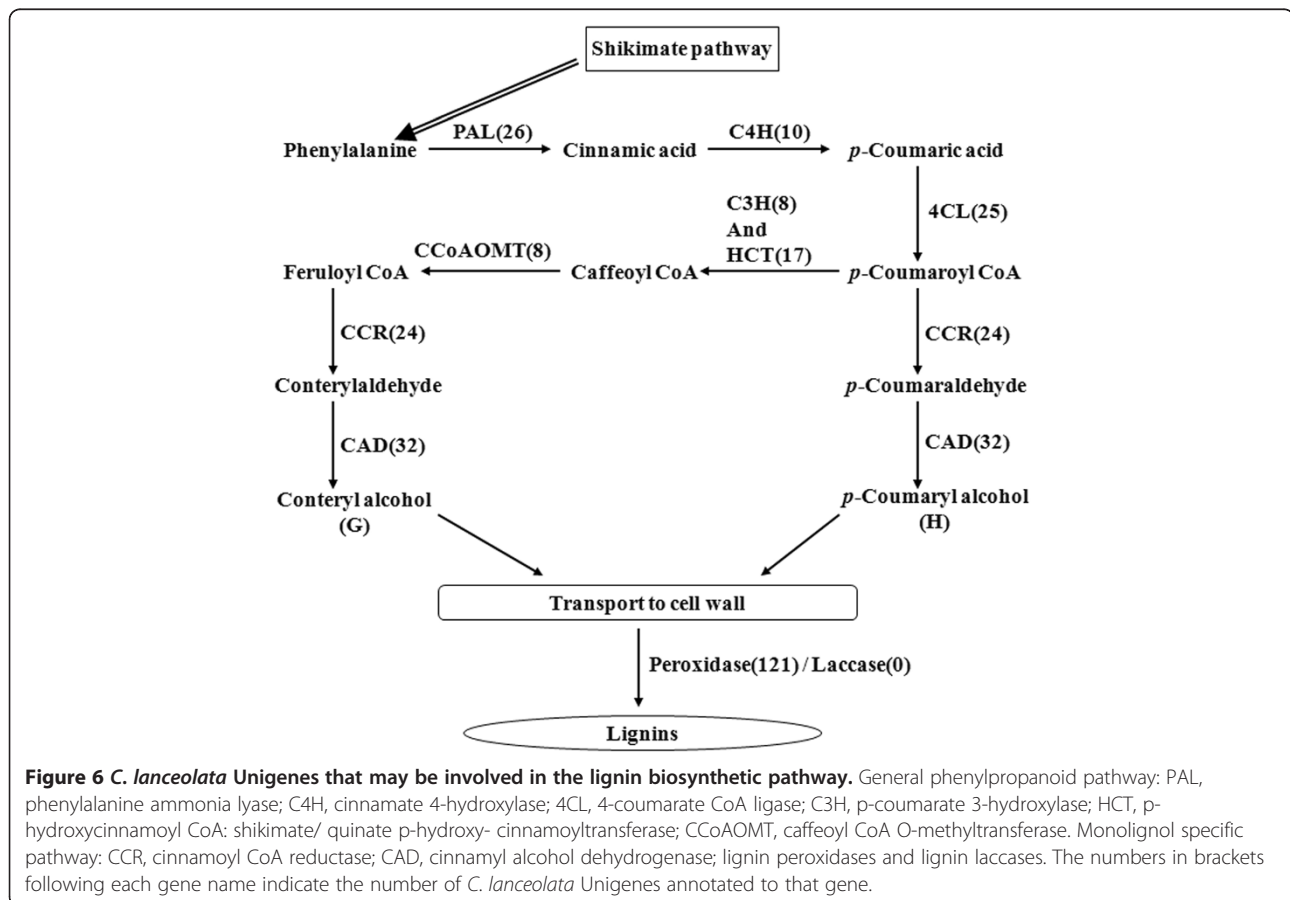 Shikimate pathway
Phenylalanine
PAL(26)
Cinnamic acid
C4H(10)
p-Coumaric acid
4CL(25)
C3H(8)
And
HCT(17)
Feruloyl CoA
CCoAOMT(8)
Caffeoyl CoA
p-Coumaroyl CoA
CCR(24)
CCR(24)
Conterylaldehyde
p-Coumaraldehyde
CAD(32)
CAD(32)
Conteryl alcohol
(G)
p-Coumaryl alcohol
(H)
Transport to cell wall
Peroxidase(121) / Laccase(0)
Lignins
Figure 6 C. lanceolata Unigenes that may be involved in the lignin biosynthetic pathway. General phenylpropanoid pathway: PAL,
phenylalanine ammonia lyase; C4H, cinnamate 4-hydroxylase; 4CL, 4-coumarate CoA ligase; C3H, p-coumarate 3-hydroxylase; HCT, p-
hydroxycinnamoyl CoA: shikimate/ quinate p-hydroxy- cinnamoyltransferase; CCoAOMT, caffeoyl CoA O-methyltransferase. Monolignol specific
pathway: CCR, cinnamoyl CoA reductase; CAD, cinnamyl alcohol dehydrogenase; lignin peroxidases and lignin laccases. The numbers in brackets
following each gene name indicate the number of C. lanceolata Unigenes annotated to that gene.